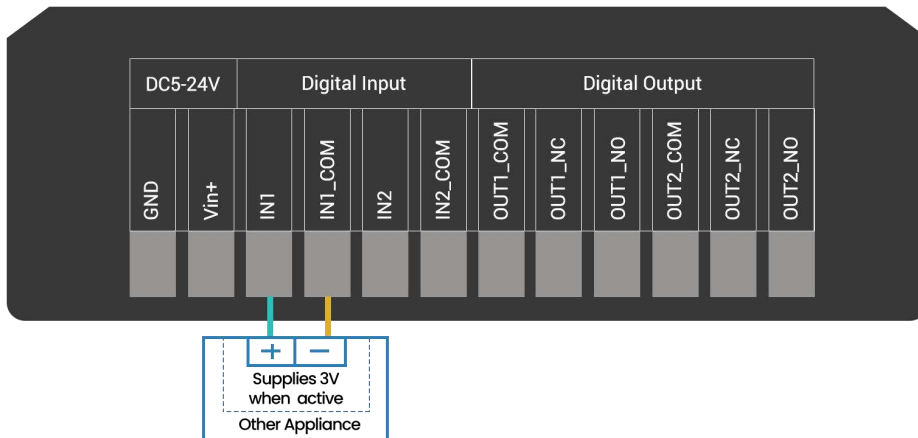 DC5-24V Digital Input Digital Output
GND Vin+ IN1 IN1_COM IN2 IN2_COM OUT1_COM OUT1_NC OUT1_NO OUT2_COM OUT2_NC OUT2_NO
+ −
Supplies 3V
when active
Other Appliance